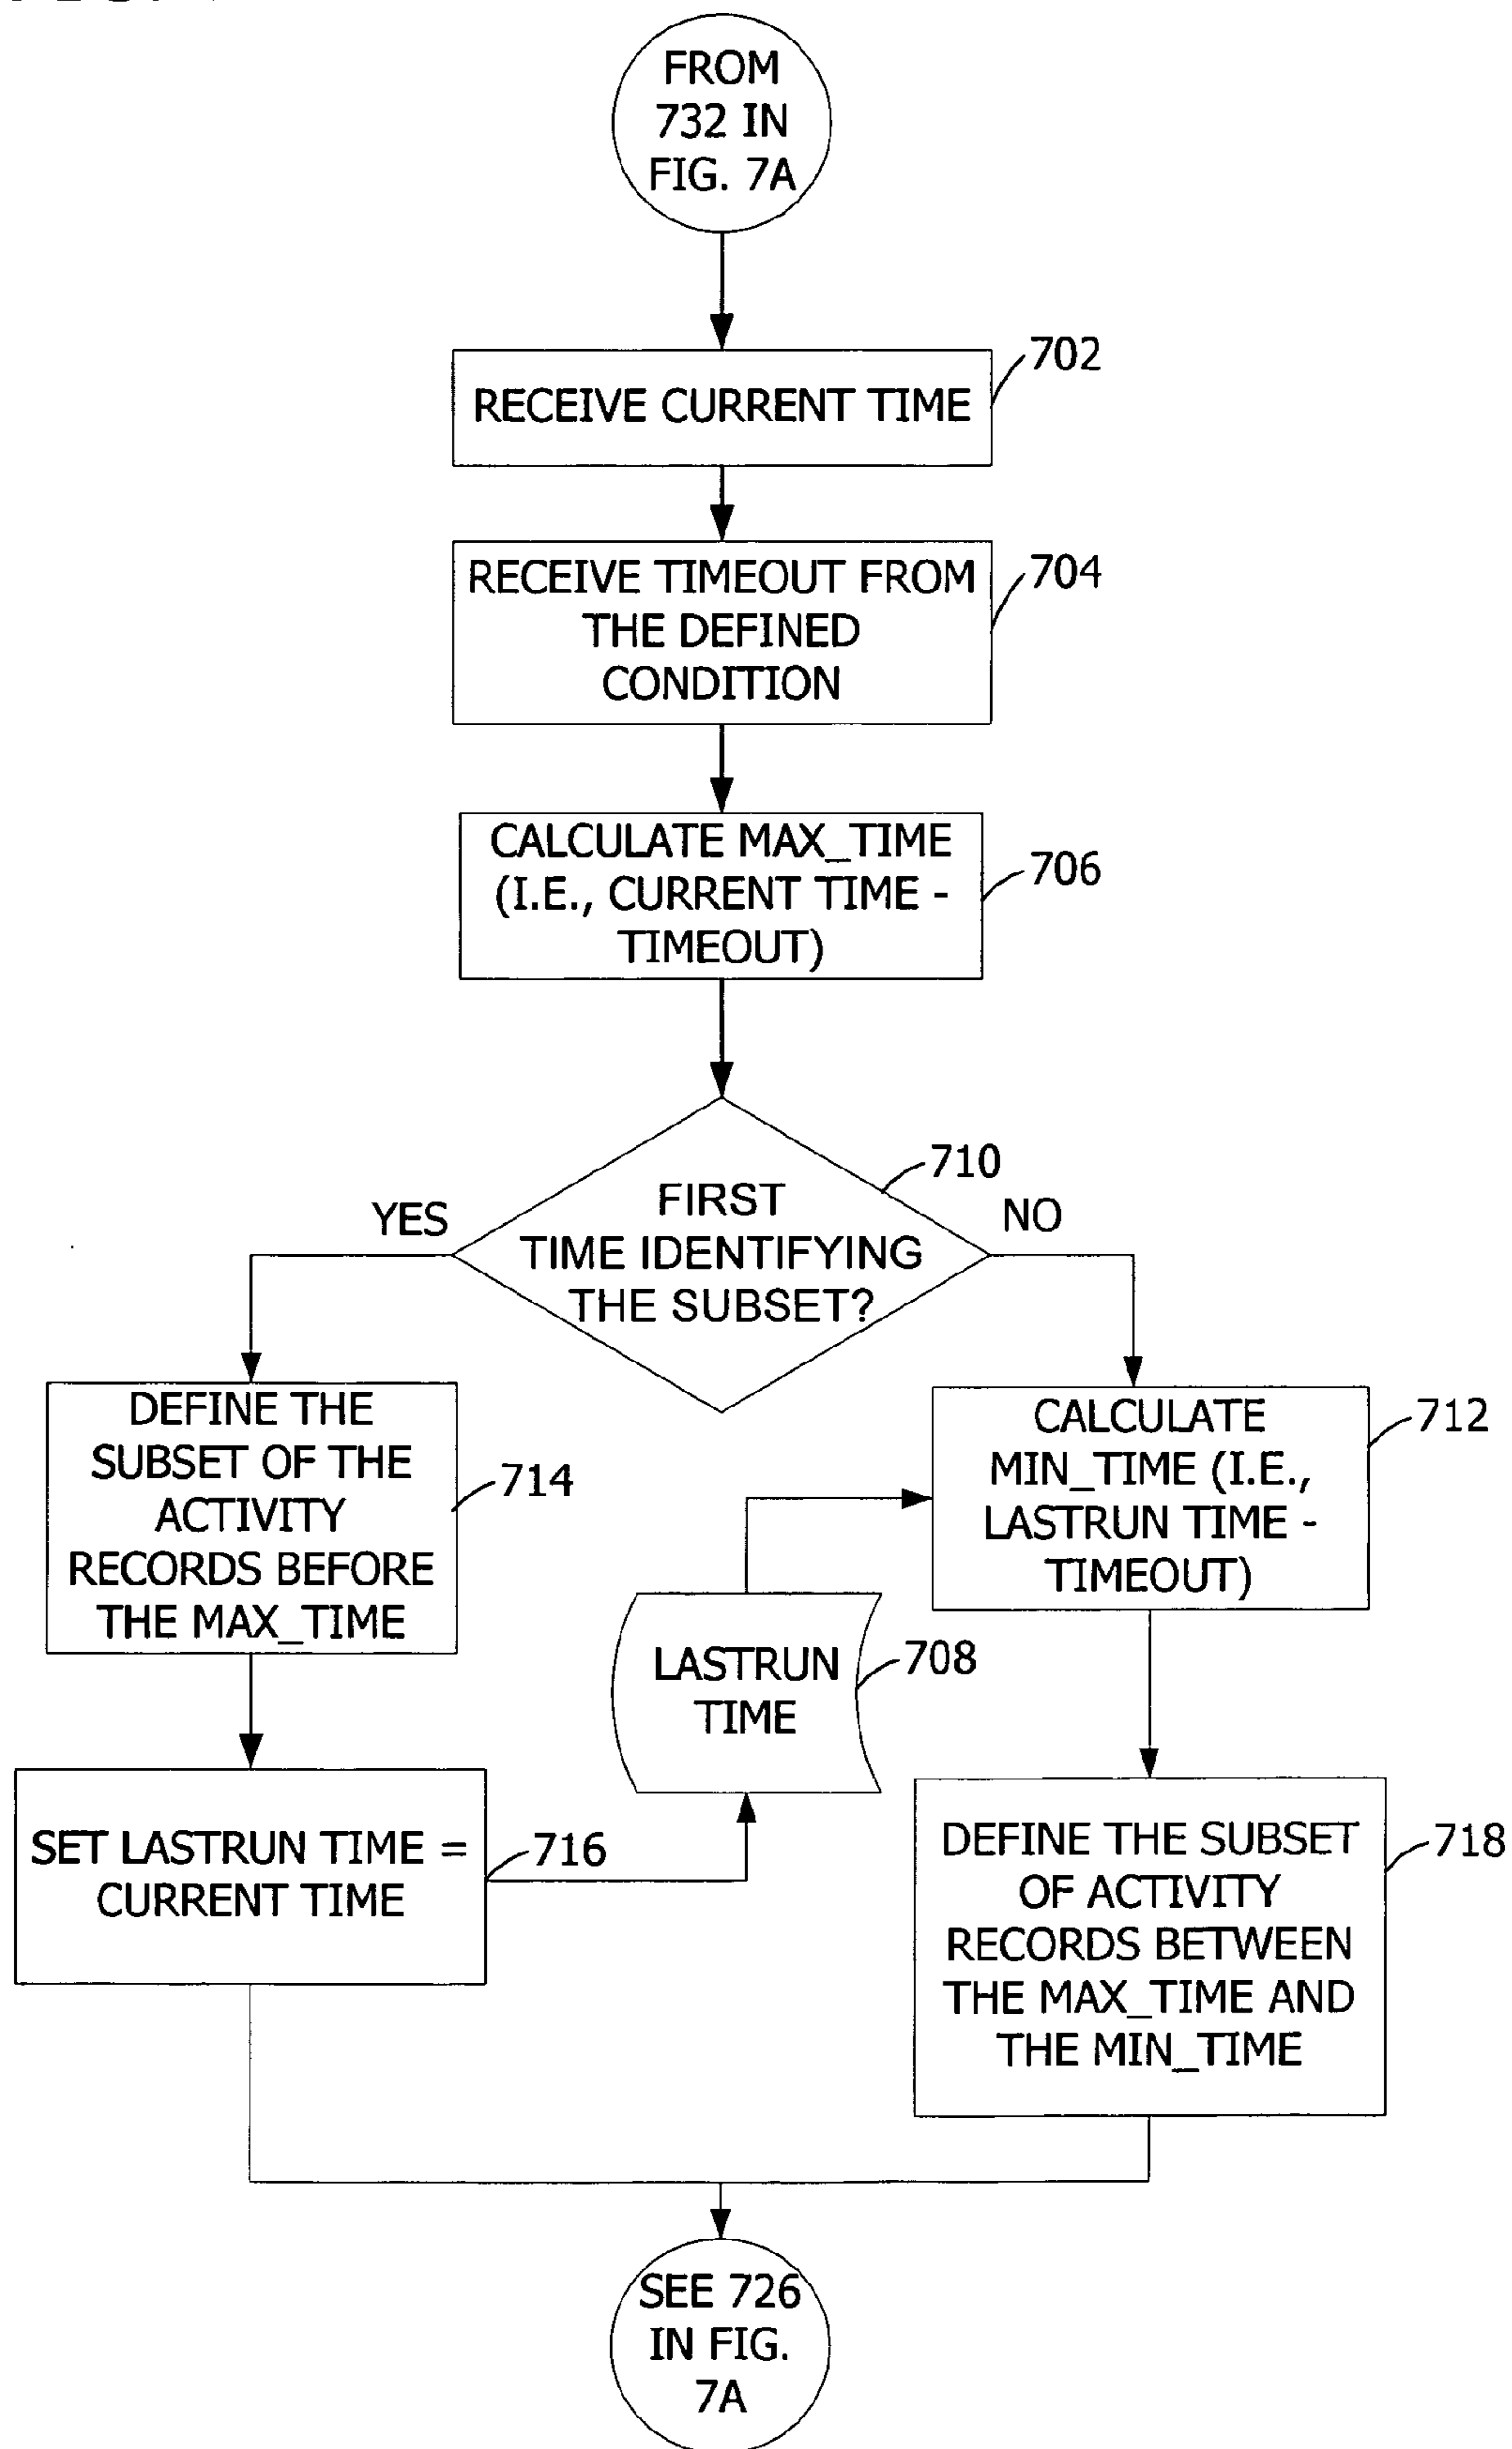 FROM
732 IN
FIG. 7A
702
RECEIVE CURRENT TIME
704
RECEIVE TIMEOUT FROM
THE DEFINED
CONDITION
706
CALCULATE MAX_TIME
(I.E., CURRENT TIME -
TIMEOUT)
710
FIRST
TIME IDENTIFYING
THE SUBSET?
YES
NO
DEFINE THE
SUBSET OF THE
ACTIVITY
RECORDS BEFORE
THE MAX_TIME
714
CALCULATE
MIN_TIME (I.E.,
LASTRUN TIME -
TIMEOUT)
712
LASTRUN
TIME
708
SET LASTRUN TIME =
CURRENT TIME
716
DEFINE THE SUBSET
OF ACTIVITY
RECORDS BETWEEN
THE MAX_TIME AND
THE MIN_TIME
718
SEE 726
IN FIG.
7A